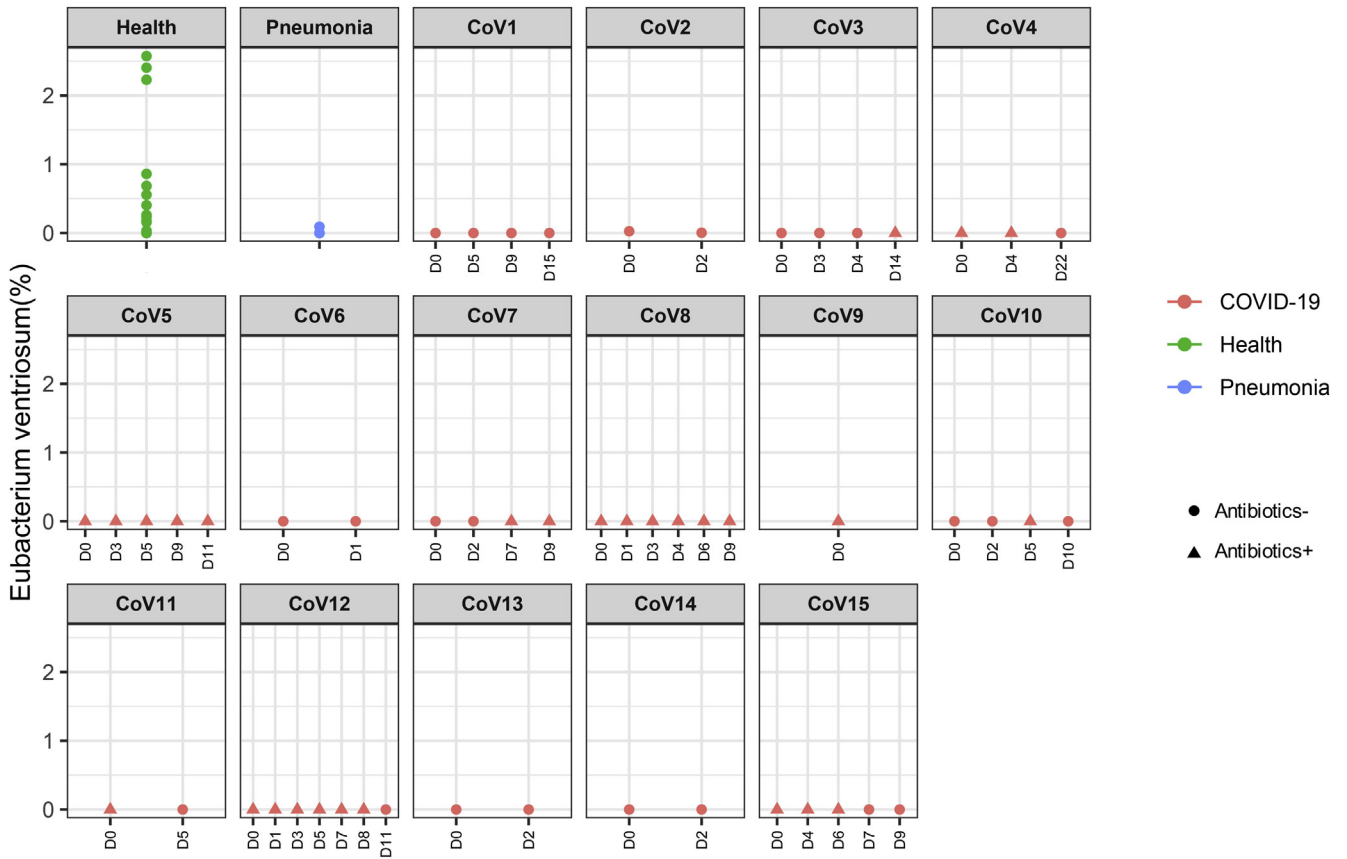 Health Pneumonia CoV1 CoV2 CoV3 CoV4
2
1
0
D0 D5 D9 D15 D0 D2 D0 D3 D4 D14 D0 D4 D22
Eubacterium ventriosum(%)
CoV5 CoV6 CoV7 CoV8 CoV9 CoV10
2
1
0
D0 D3 D5 D9 D11 D0 D1 D0 D2 D7 D9 D0 D1 D3 D4 D6 D9 D0 D0 D2 D5 D10
CoV11 CoV12 CoV13 CoV14 CoV15
2
1
0
D0 D5 D0 D1 D3 D5 D7 D8 D11 D0 D2 D0 D2 D0 D4 D6 D7 D9
COVID-19
Health
Pneumonia
Antibiotics-
Antibiotics+